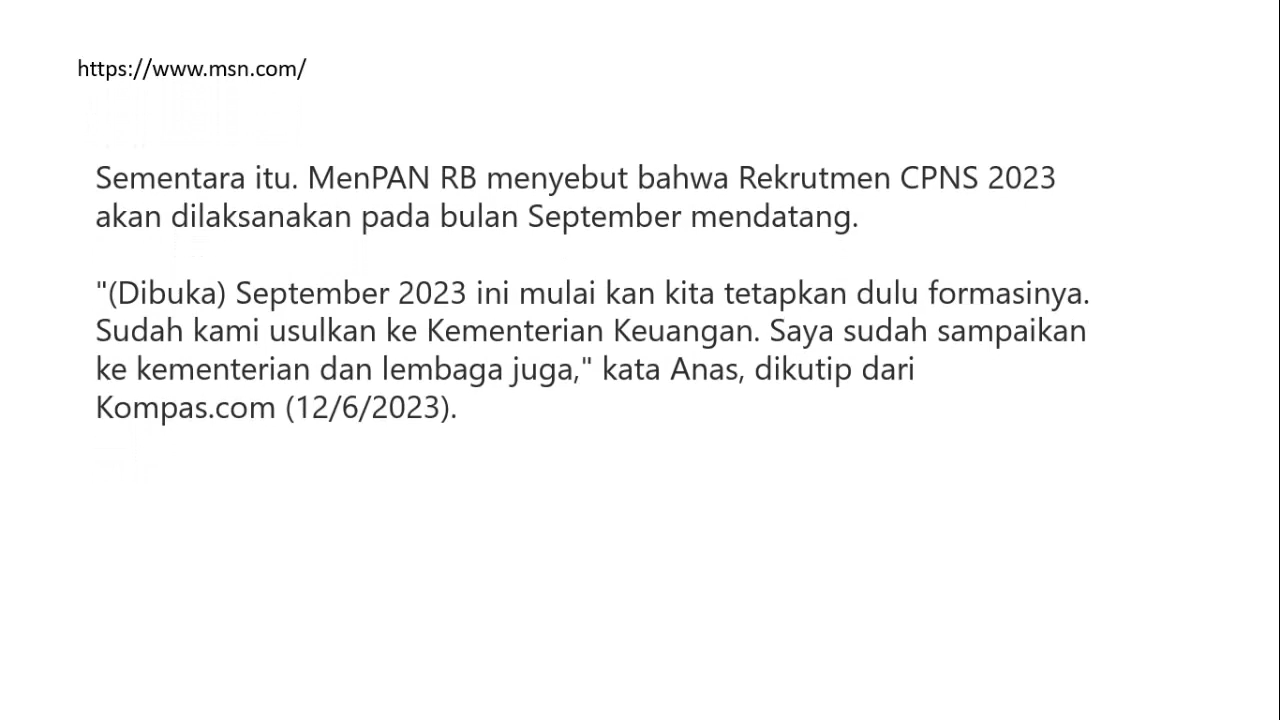 https://www.msn.com/
Sementara itu. MenPAN RB menyebut bahwa Rekrutmen CPNS 2023
akan dilaksanakan pada bulan September mendatang.
"(Dibuka) September 2023 ini mulai kan kita tetapkan dulu formasinya.
Sudah kami usulkan ke Kementerian Keuangan. Saya sudah sampaikan
ke kementerian dan lembaga juga," kata Anas, dikutip dari
Kompas.com (12/6/2023).